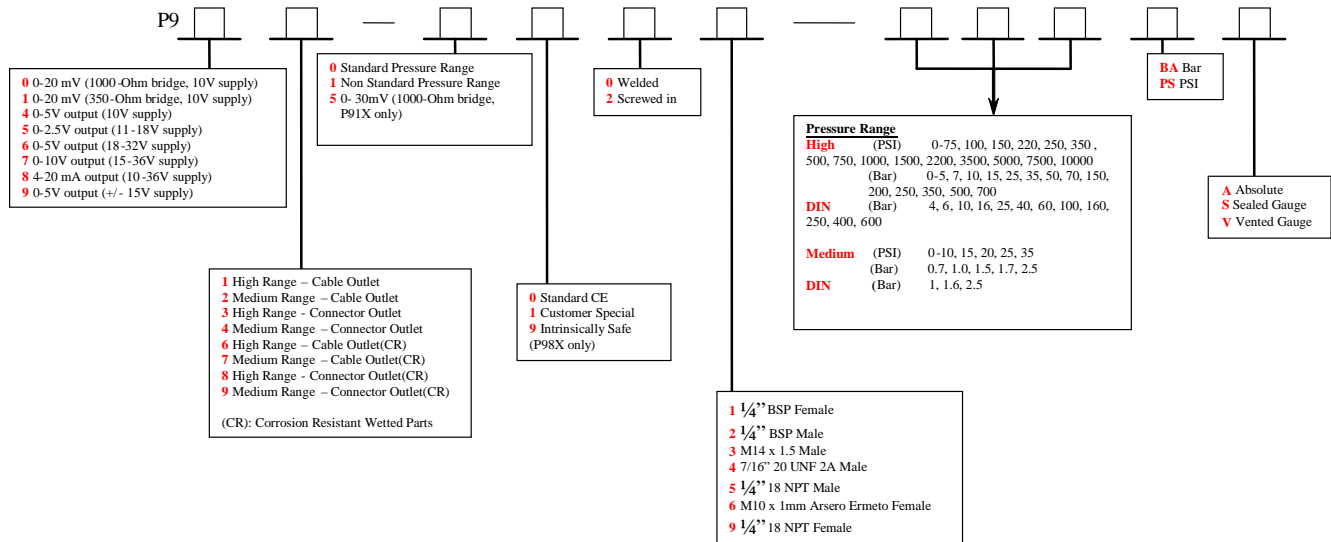 P9
0 0-20 mV (1000-Ohm bridge, 10V supply)
1 0-20 mV (350-Ohm bridge, 10V supply)
4 0-5V output (10V supply)
5 0-2.5V output (11-18V supply)
6 0-5V output (18-32V supply)
7 0-10V output (15-36V supply)
8 4-20 mA output (10-36V supply)
9 0-5V output (+/- 15V supply)
0 Standard Pressure Range
1 Non Standard Pressure Range
5 0- 30mV (1000-Ohm bridge,
P91X only)
0 Welded
2 Screwed in
BA Bar
PS PSI
Pressure Range
High (PSI) 0-75, 100, 150, 220, 250, 350 ,
500, 750, 1000, 1500, 2200, 3500, 5000, 7500, 10000
(Bar) 0-5, 7, 10, 15, 25, 35, 50, 70, 150,
200, 250, 350, 500, 700
DIN (Bar) 4, 6, 10, 16, 25, 40, 60, 100, 160,
250, 400, 600
Medium (PSI) 0-10, 15, 20, 25, 35
(Bar) 0.7, 1.0, 1.5, 1.7, 2.5
DIN (Bar) 1, 1.6, 2.5
A Absolute
S Sealed Gauge
V Vented Gauge
1 High Range – Cable Outlet
2 Medium Range – Cable Outlet
3 High Range - Connector Outlet
4 Medium Range – Connector Outlet
6 High Range – Cable Outlet(CR)
7 Medium Range – Cable Outlet(CR)
8 High Range - Connector Outlet(CR)
9 Medium Range – Connector Outlet(CR)
(CR): Corrosion Resistant Wetted Parts
0 Standard CE
1 Customer Special
9 Intrinsically Safe
(P98X only)
1 ¼” BSP Female
2 ¼” BSP Male
3 M14 x 1.5 Male
4 7/16” 20 UNF 2A Male
5 ¼” 18 NPT Male
6 M10 x 1mm Arsero Ermeto Female
9 ¼” 18 NPT Female